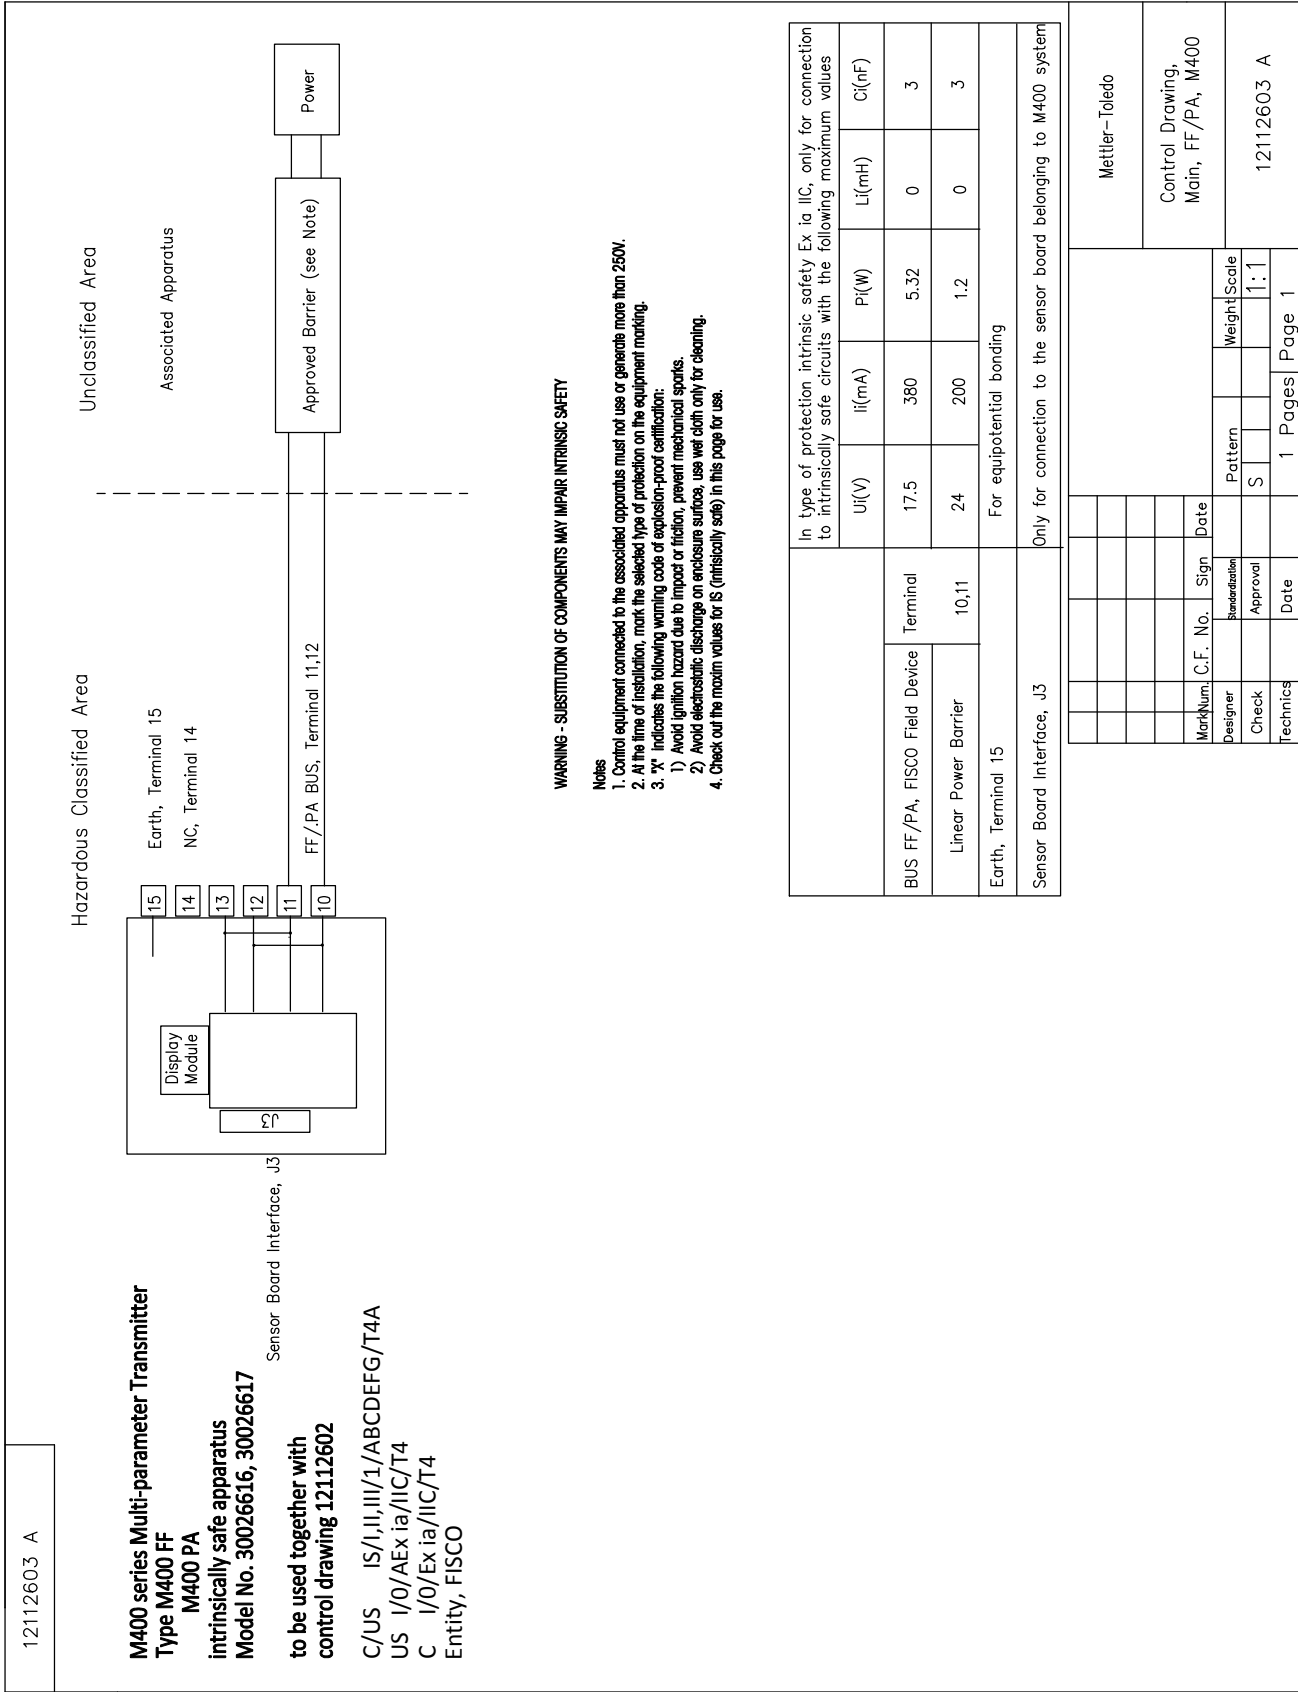 12112603 A
M400 series Multi-parameter Transmitter
Type M400 FF
M400 PA
intrinsically safe apparatus
Model No. 30026616, 30026617
to be used together with
control drawing 12112602
C/US IS/I,II,III/1/ABCDEFG/T4A
US I/0/AEx ia/IIC/T4
C I/0/Ex ia/IIC/T4
Entity, FISCO
Hazardous Classified Area
Unclassified Area
Sensor Board Interface, J3
J3
Display
Module
15
14
13
12
11
10
Earth, Terminal 15
NC, Terminal 14
FF/.PA BUS, Terminal 11,12
Associated Apparatus
Approved Barrier (see Note)
Power
WARNING - SUBSTITUTION OF COMPONENTS MAY IMPAIR INTRINSIC SAFETY
Notes
1. Control equipment connected to the associated apparatus must not use or generate more than 250V.
2. At the time of installation, mark the selected type of protection on the equipment marking.
3. "X" indicates the following warning code of explosion-proof certification:
1) Avoid ignition hazard due to impact or friction, prevent mechanical sparks.
2) Avoid electrostatic discharge on enclosure surface, use wet cloth only for cleaning.
4. Check out the maxim values for IS (intrisically safe) in this page for use.
In type of protection intrinsic safety Ex ia IIC, only for connection
to intrinsically safe circuits with the following maximum values
Ui(V) Ii(mA) Pi(W) Li(mH) Ci(nF)
BUS FF/PA, FISCO Field Device Terminal 17.5 380 5.32 0 3
Linear Power Barrier 10,11 24 200 1.2 0 3
Earth, Terminal 15 For equipotential bonding
Sensor Board Interface, J3 Only for connection to the sensor board belonging to M400 system
Mark Num. C.F. No. Sign Date
Designer Standardization Pattern Weight Scale
Check Approval S 1:1
Technics Date 1 Pages Page 1
Mettler-Toledo
Control Drawing,
Main, FF/PA, M400
12112603 A